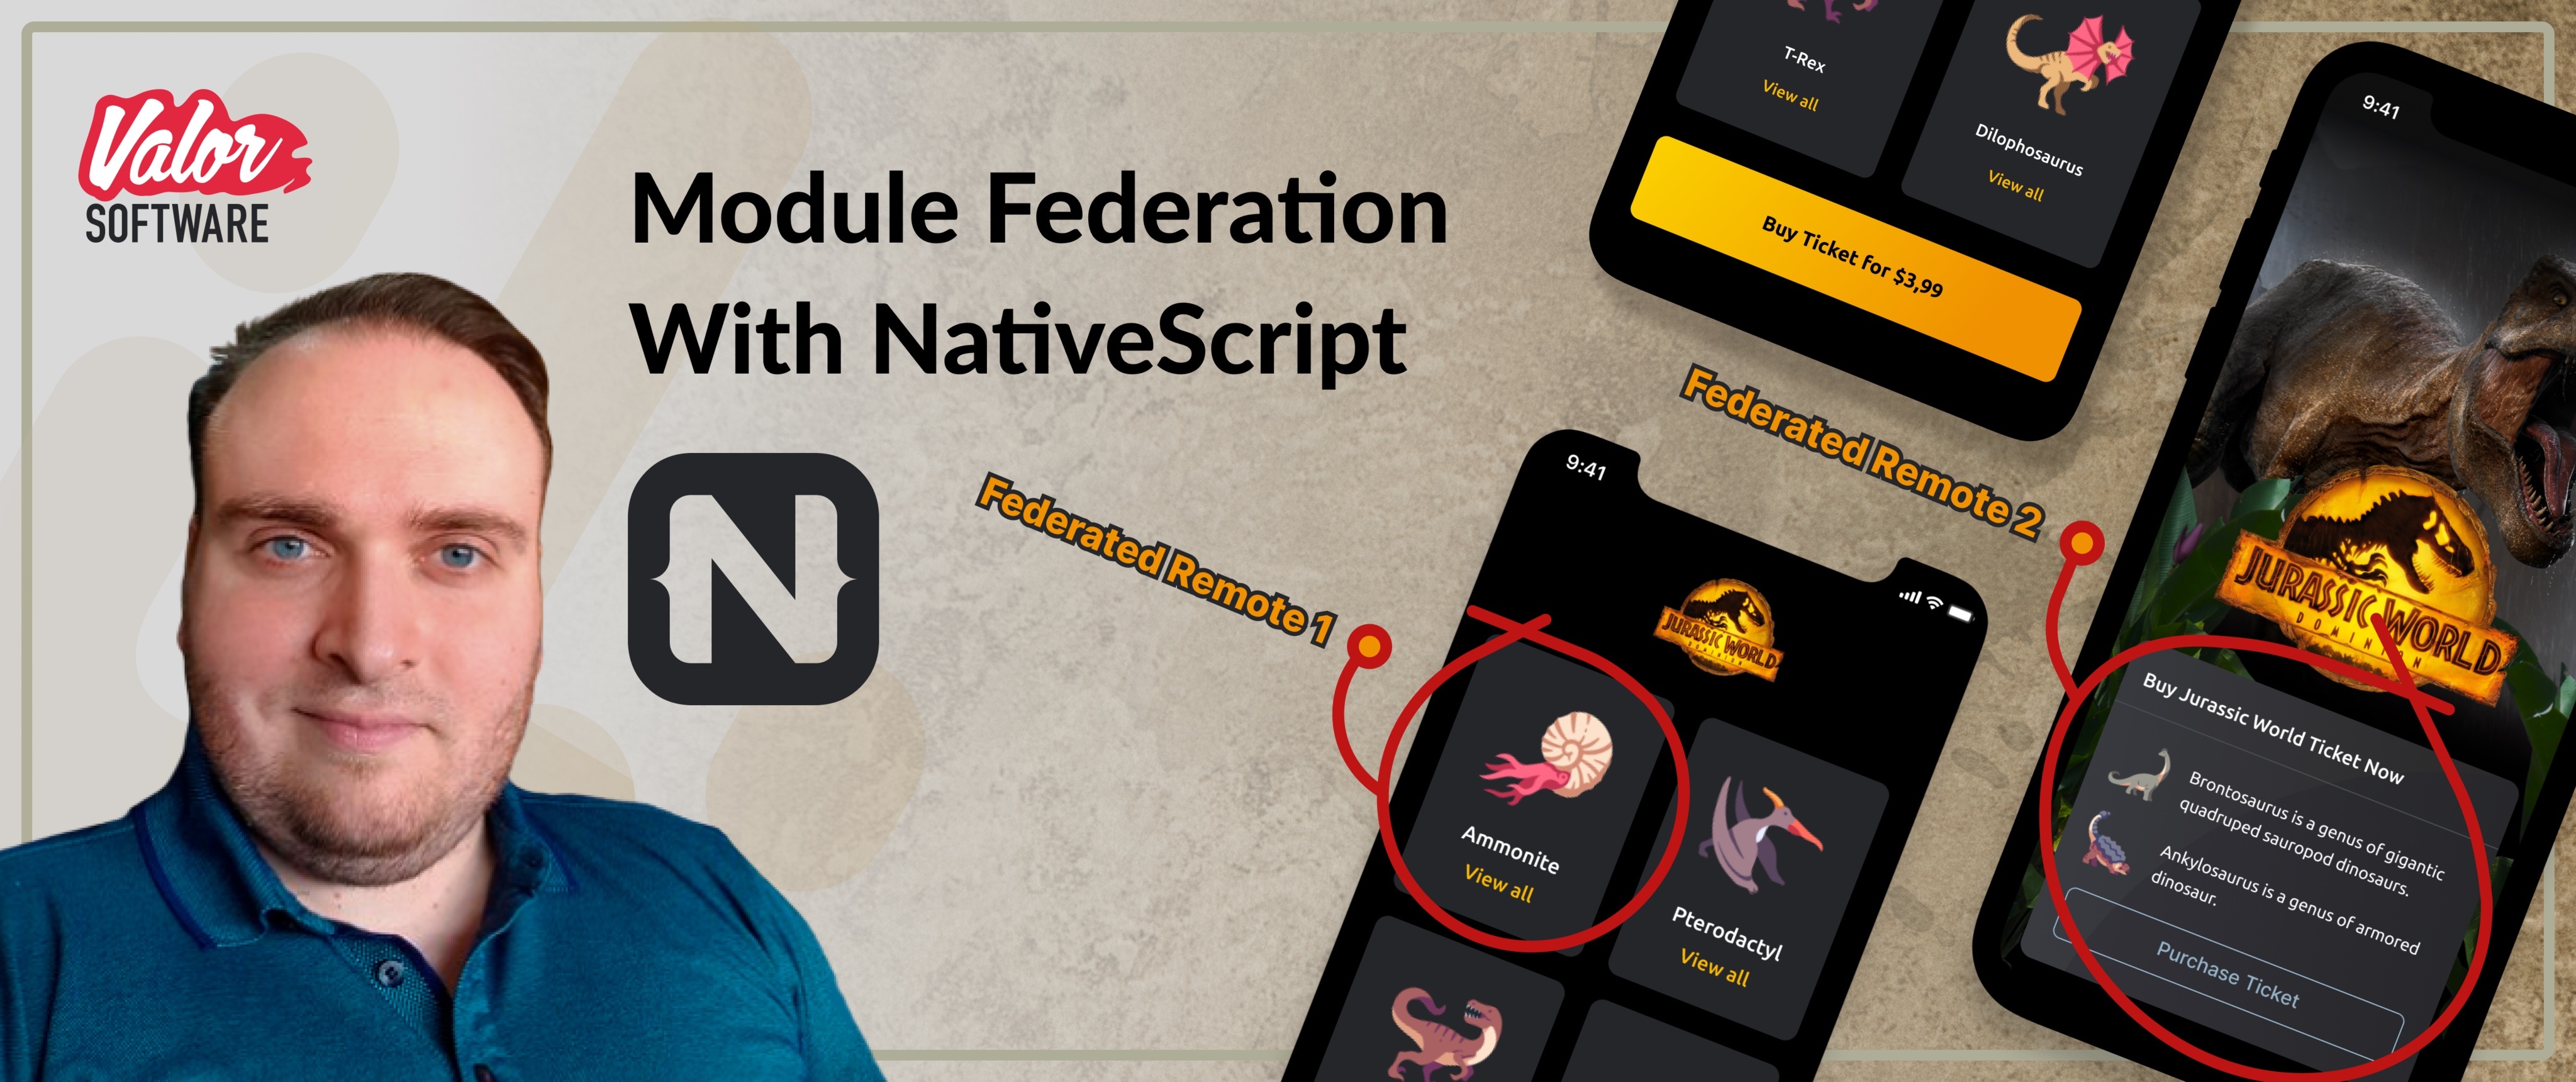 Valor
SOFTWARE
Module Federation
With NativeScript
N
Federated Remote 1
Federated Remote 2
T-Rex
View all
Dilophosaurus
View all
Buy Ticket for $3,99
9:41
JURASSIC WORLD
DOMINION
Ammonite
View all
Pterodactyl
View all
9:41
JURASSIC WORLD
DOMINION
Buy Jurassic World Ticket Now
Brontosaurus is a genus of gigantic
quadruped sauropod dinosaurs.
Ankylosaurus is a genus of armored
dinosaur.
Purchase Ticket